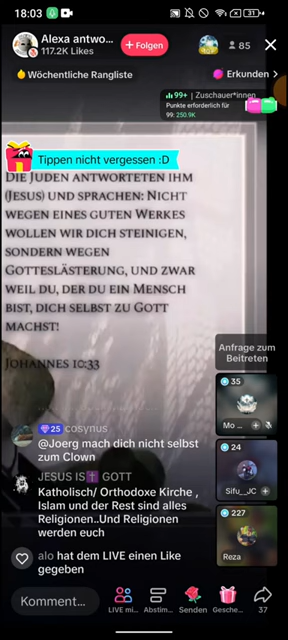 18:03
31
Alexa antwo...
117.2K Likes
+ Folgen
85
Wöchentliche Rangliste
Erkunden >
99+ | Zuschauer*innen
Punkte erforderlich für
99: 250.9K
Tippen nicht vergessen :D
Die Juden antworteten ihm
(Jesus) und sprachen: Nicht
wegen eines guten Werkes
wollen wir dich steinigen,
sondern wegen
Gotteslästerung, und zwar
weil du, der du ein Mensch
bist, dich selbst zu Gott
machst!
Johannes 10:33
Anfrage zum
Beitreten
35
Mo ...
24
Sifu_JC
227
Reza
25 cosynus
@Joerg mach dich nicht selbst
zum Clown
JESUS IS✝️ GOTT
Katholisch/ Orthodoxe Kirche ,
Islam und der Rest sind alles
Religionen..Und Religionen
werden euch
alo hat dem LIVE einen Like
gegeben
Komment...
LIVE mi...
Abstim...
Senden
Gesche...
37